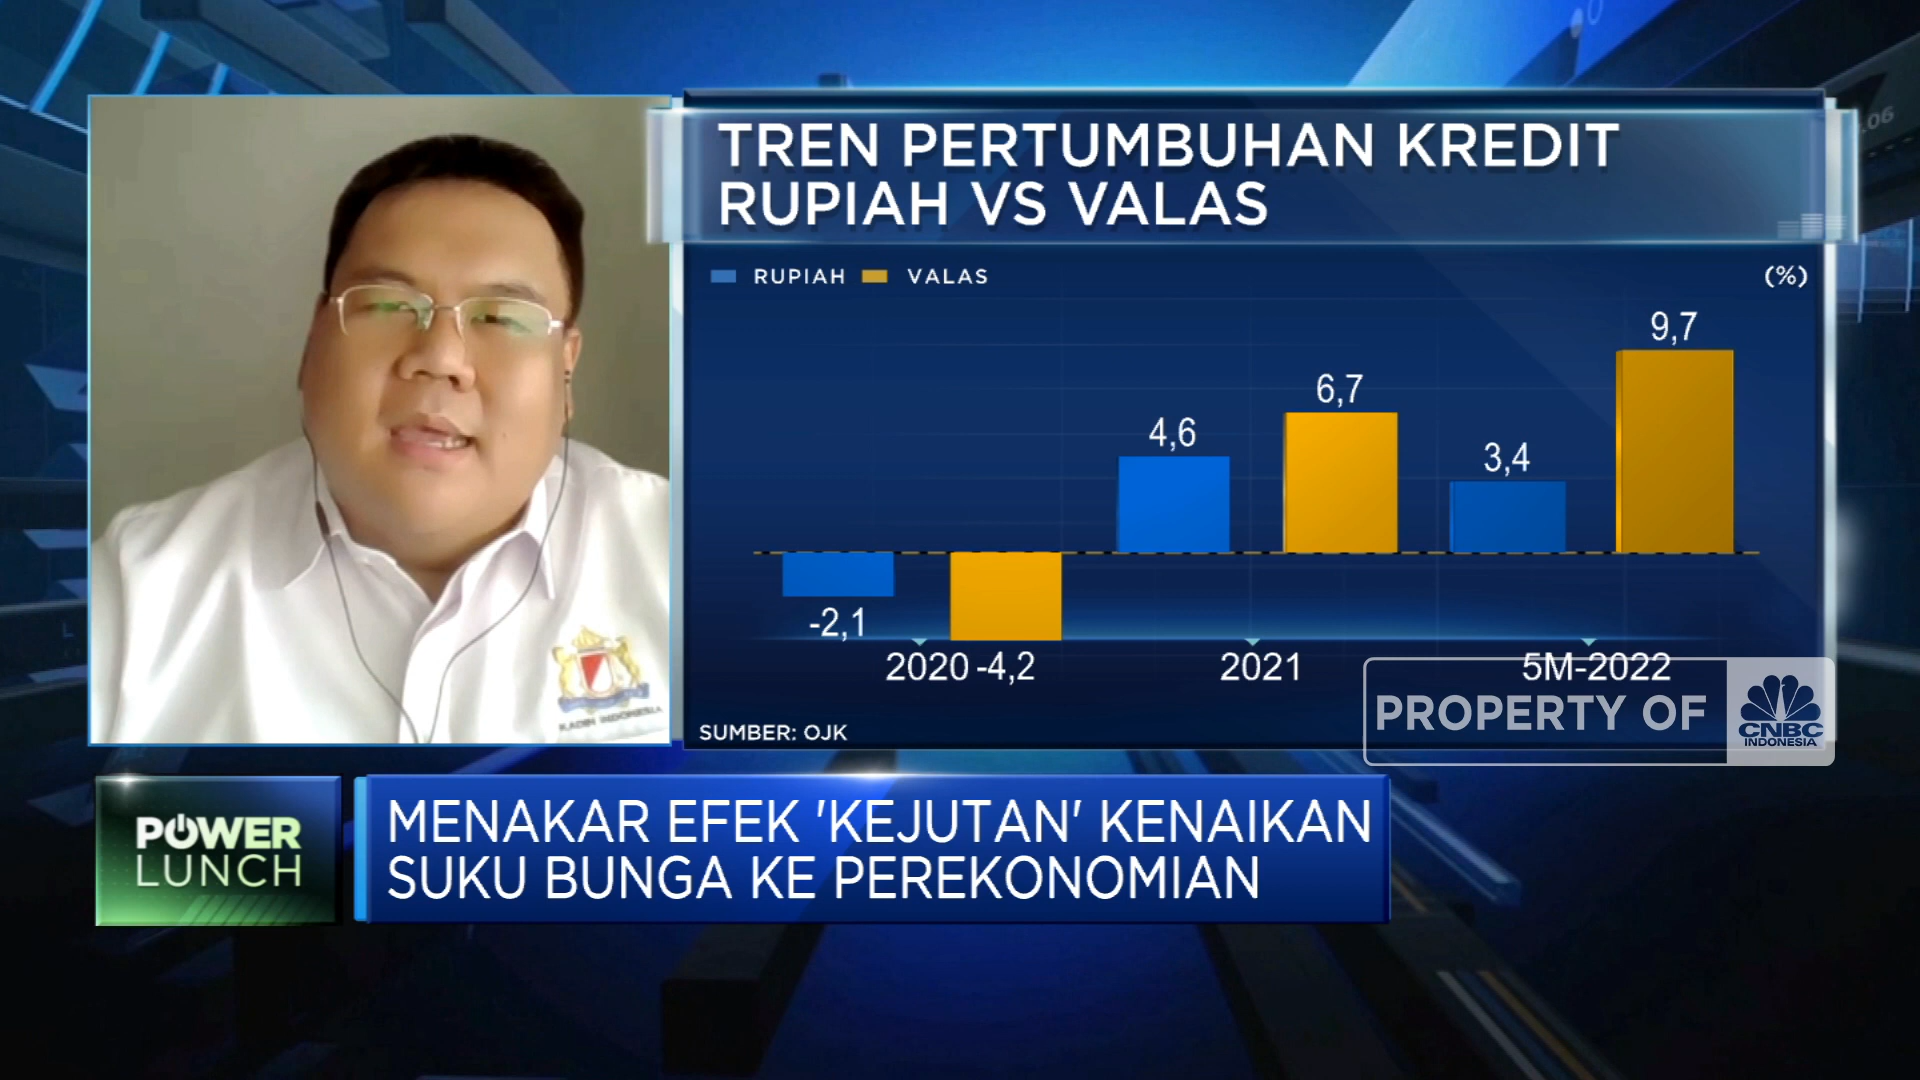 TREN PERTUMBUHAN KREDIT
RUPIAH VS VALAS
RUPIAH VALAS (%)
9,7
6,7
4,6
3,4
-2,1
2020 -4,2 2021 5M-2022
SUMBER: OJK
PROPERTY OF
CNBC
INDONESIA
KADIN INDONESIA
POWER
LUNCH
MENAKAR EFEK 'KEJUTAN' KENAIKAN
SUKU BUNGA KE PEREKONOMIAN